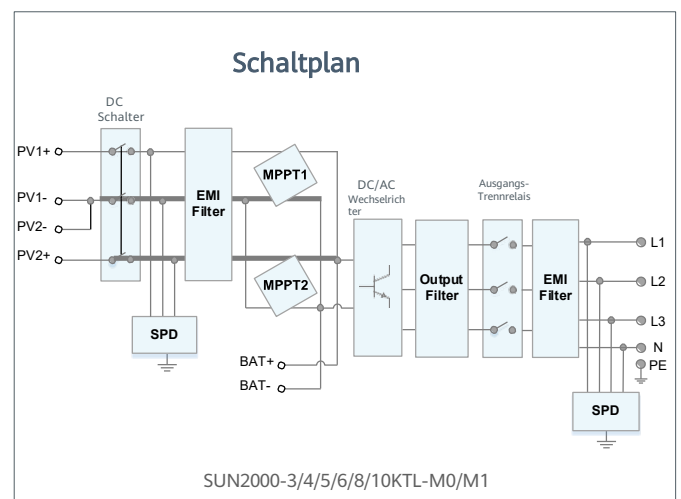 Schaltplan
DC
Schalter
PV1+
PV1-
PV2-
PV2+
EMI
Filter
MPPT1
MPPT2
SPD
BAT+
BAT-
DC/AC
Wechselrich
ter
Output
Filter
Ausgangs-
Trennrelais
EMI
Filter
L1
L2
L3
N
PE
SPD
SUN2000-3/4/5/6/8/10KTL-M0/M1